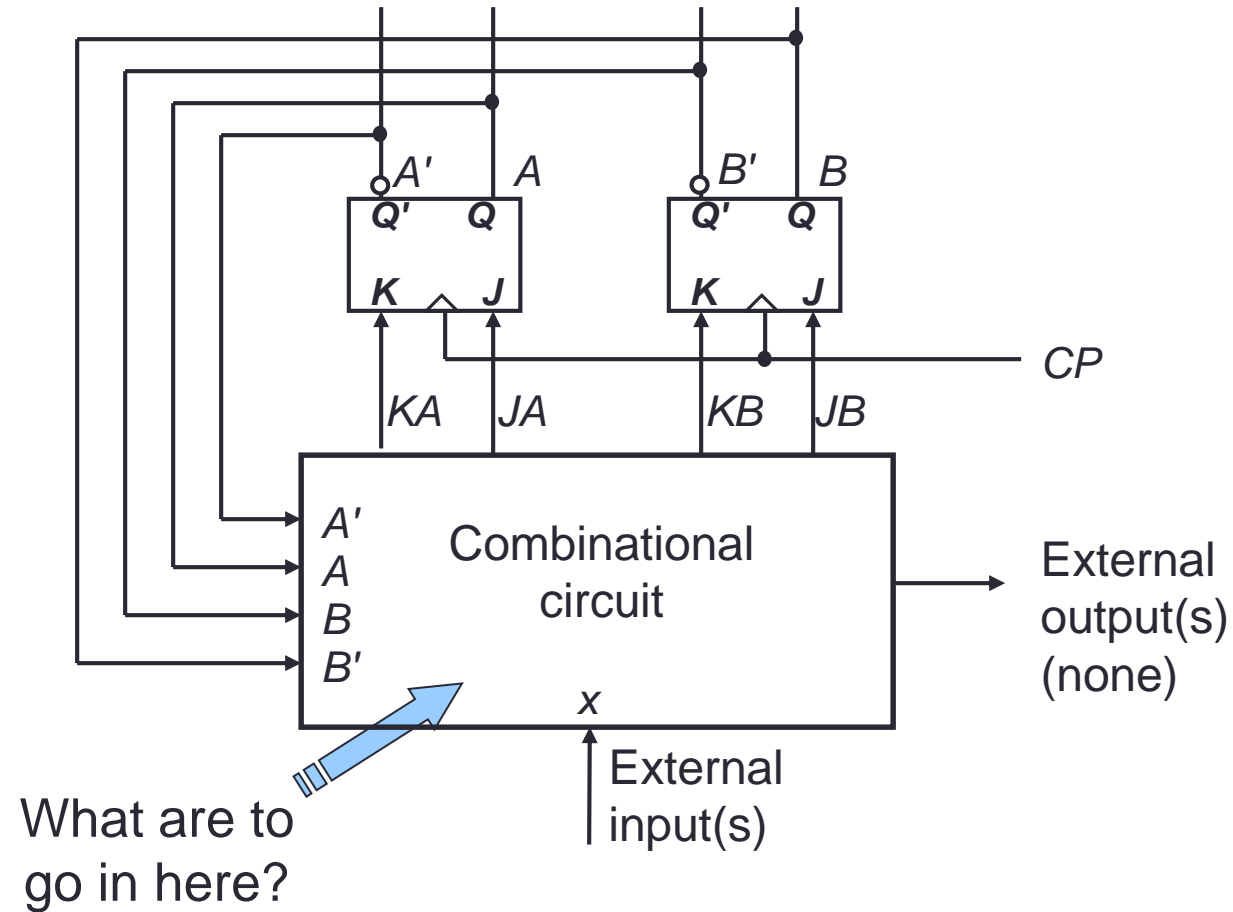 A' A B' B
Q' Q Q' Q
K J K J
CP
KA JA KB JB
A'
A
B
B'
Combinational
circuit
x
External
output(s)
(none)
External
input(s)
What are to
go in here?